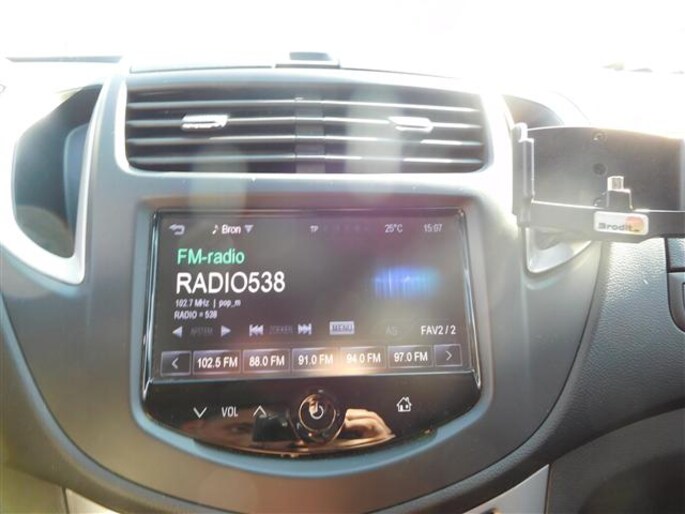 Bron 25°C 15:07
FM-radio
RADIO538
102.7 MHz | pop_m
RADIO = 538
ZOEKEN MENU AS FAV2 / 2
102.5 FM 88.0 FM 91.0 FM 94.0 FM 97.0 FM
VOL
Brodit